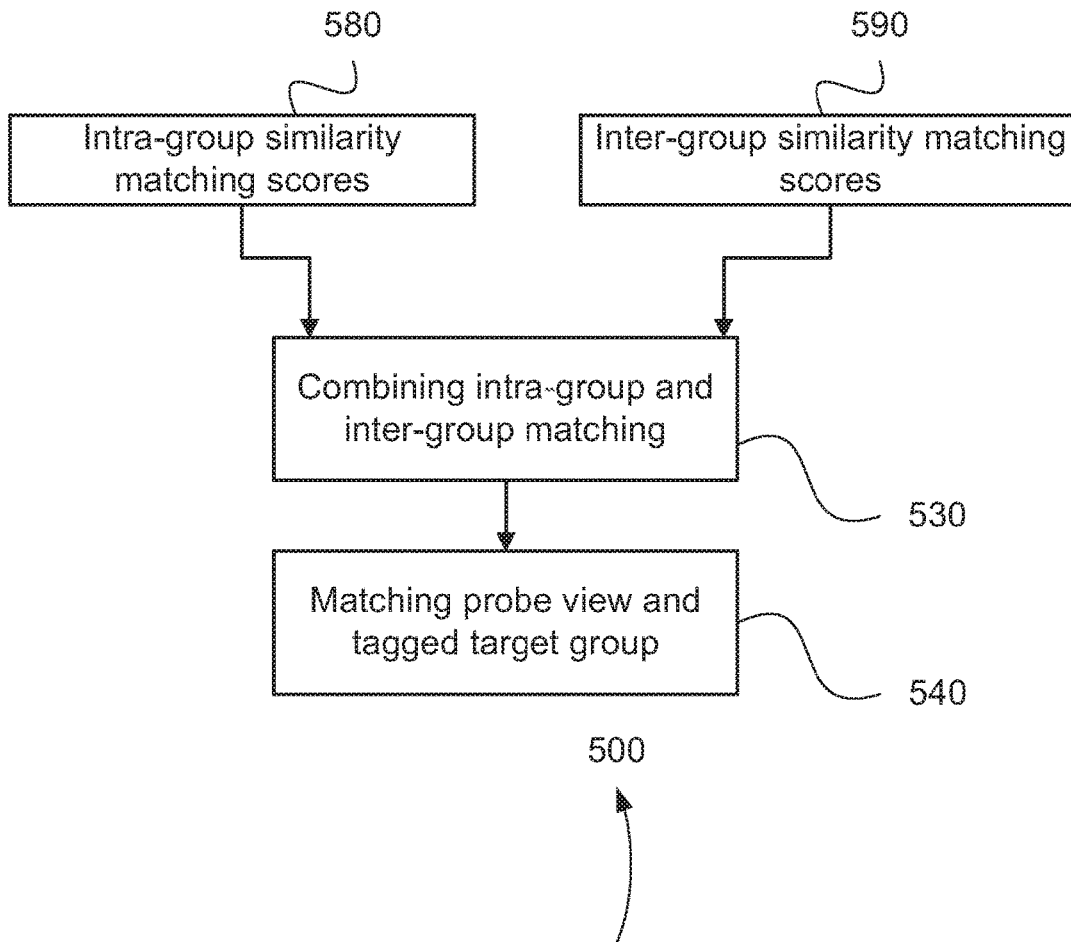 580
590
Intra-group similarity
matching scores
Inter-group similarity matching
scores
Combining intra-group and
inter-group matching
530
Matching probe view and
tagged target group
540
500